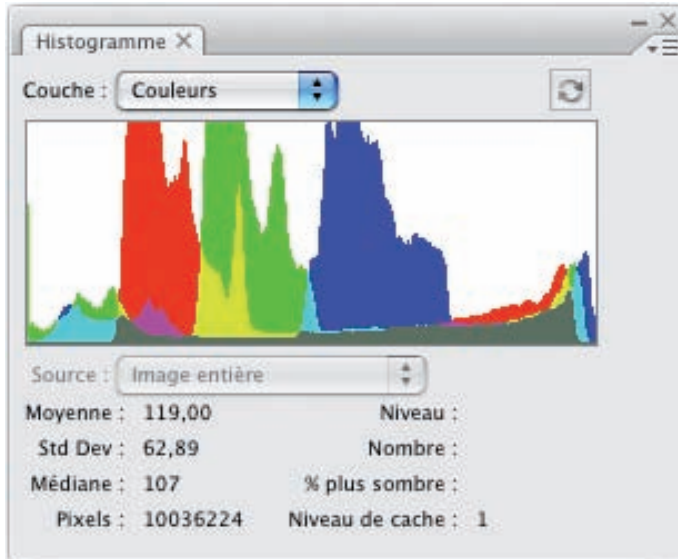 Histogramme
Couche : Couleurs
Source : Image entière
Moyenne : 119,00 Niveau :
Std Dev : 62,89 Nombre :
Médiane : 107 % plus sombre :
Pixels : 10036224 Niveau de cache : 1